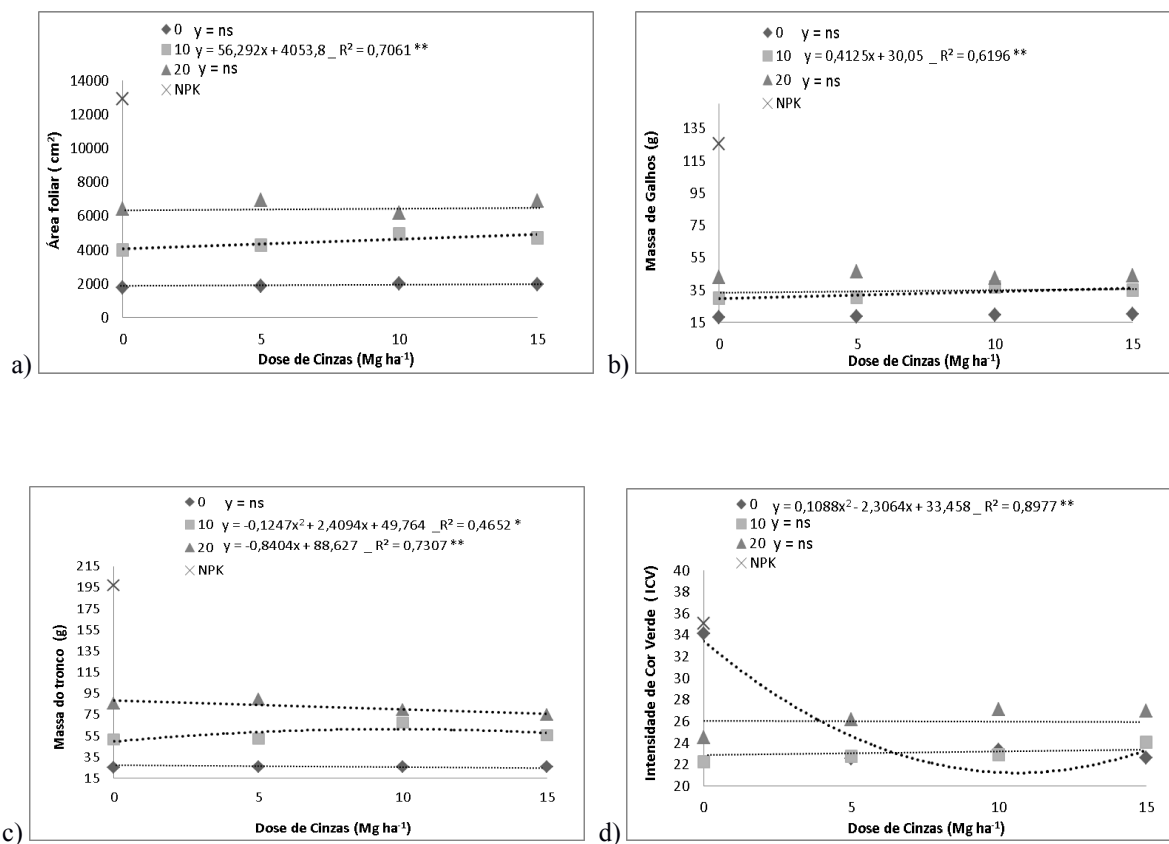 0 y = ns
10 y = 56,292x + 4053,8 _ R² = 0,7061 **
20 y = ns
NPK
14000
12000
10000
8000
6000
4000
2000
0
Área foliar ( cm²)
0 5 10 15
Dose de Cinzas (Mg ha⁻¹)
a)
0 y = ns
10 y = 0,4125x + 30,05 _ R² = 0,6196 **
20 y = ns
NPK
135
115
95
75
55
35
15
Massa de Galhos (g)
0 5 10 15
Dose de Cinzas (Mg ha⁻¹)
b)
0 y = ns
10 y = -0,1247x² + 2,4094x + 49,764 _R² = 0,4652 *
20 y = -0,8404x + 88,627 _ R² = 0,7307 **
NPK
215
195
175
155
135
115
95
75
55
35
15
Massa do tronco (g)
0 5 10 15
Dose de Cinzas (Mg ha⁻¹)
c)
0 y = 0,1088x² - 2,3064x + 33,458 _ R² = 0,8977 **
10 y = ns
20 y = ns
NPK
40
38
36
34
32
30
28
26
24
22
20
Intensidade de Cor Verde ( ICV)
0 5 10 15
Dose de Cinzas (Mg ha⁻¹)
d)